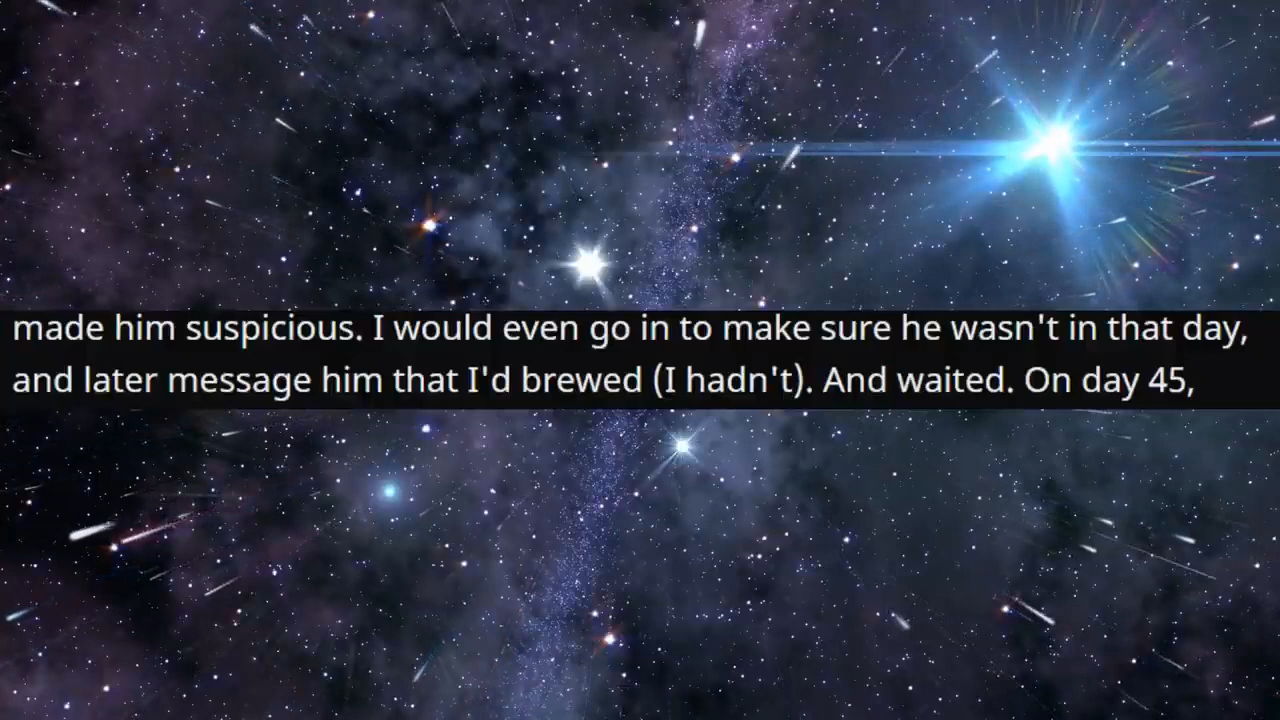 made him suspicious. I would even go in to make sure he wasn't in that day,
and later message him that I'd brewed (I hadn't). And waited. On day 45,